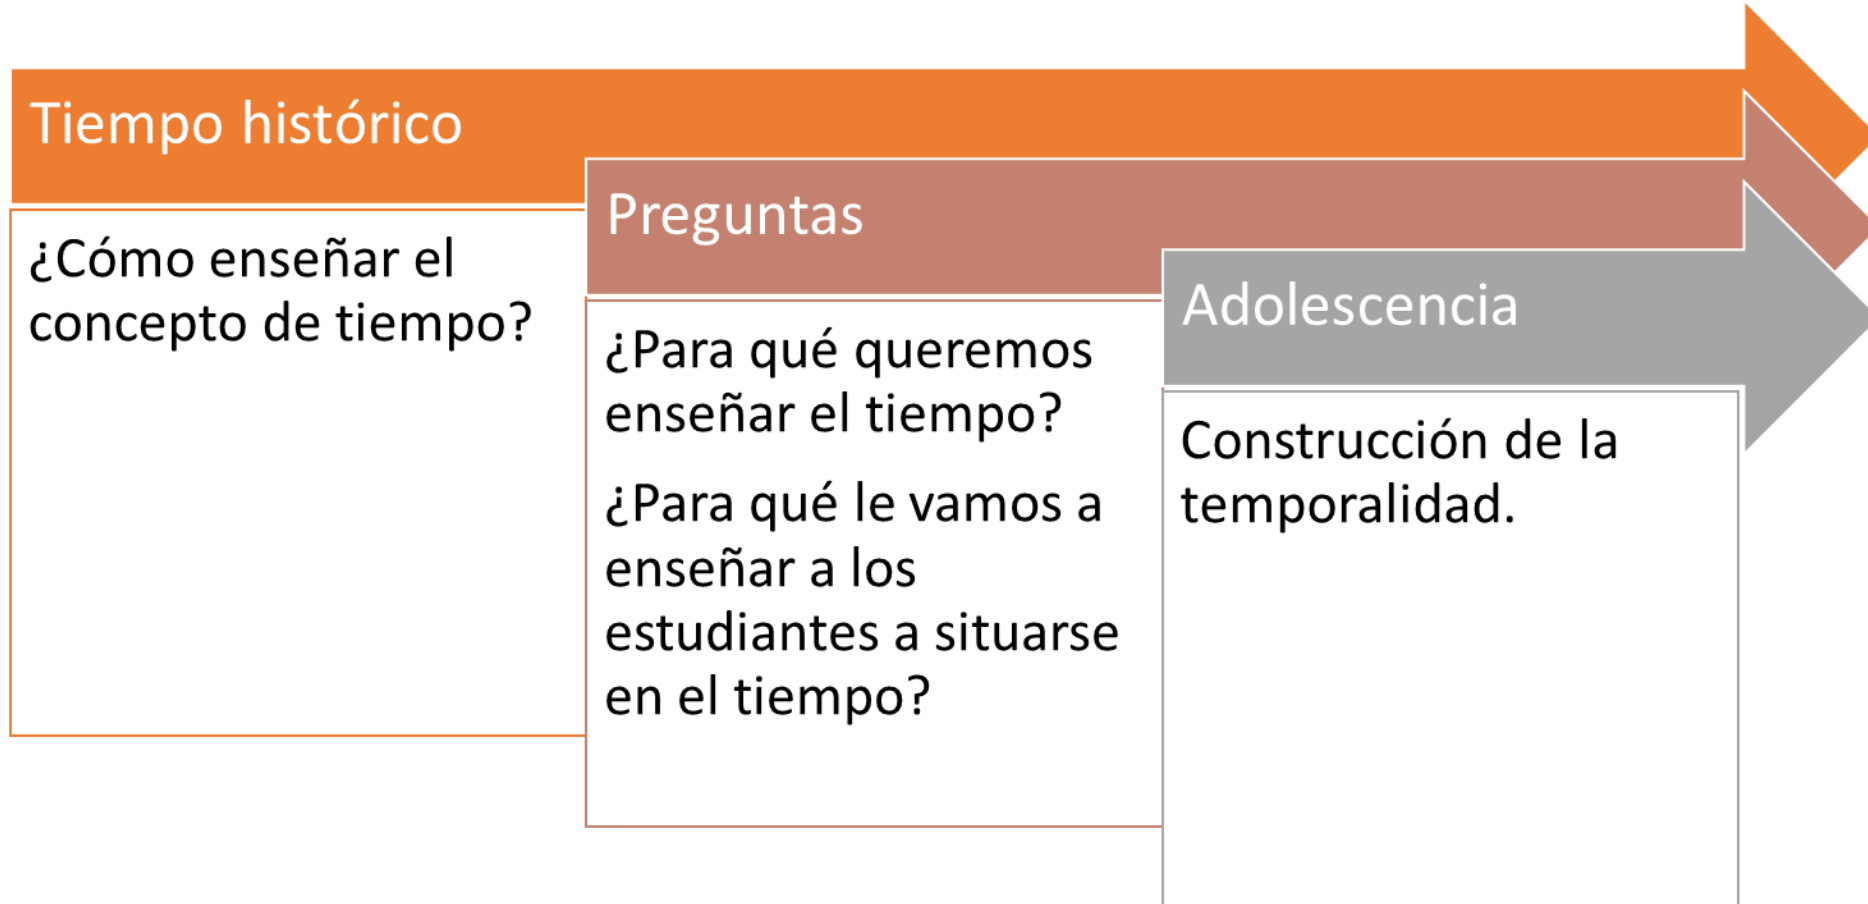 Tiempo histórico
¿Cómo enseñar el
concepto de tiempo?
Preguntas
¿Para qué queremos
enseñar el tiempo?
¿Para qué le vamos a
enseñar a los
estudiantes a situarse
en el tiempo?
Adolescencia
Construcción de la
temporalidad.